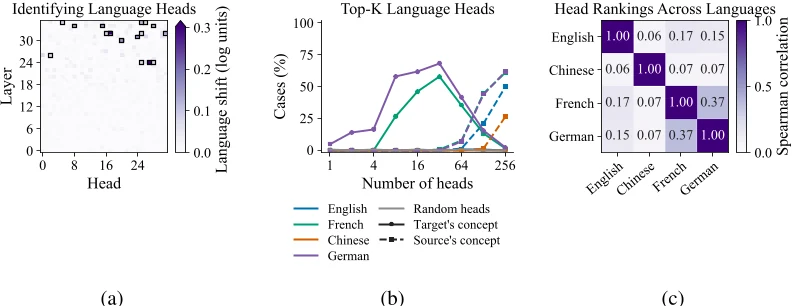 Identifying Language Heads
Layer
30
24
18
12
6
0
0 8 16 24
Head
0.3
0.2
0.1
0.0
Language shift (log units)
(a)
Top-K Language Heads
Cases (%)
100
75
50
25
0
1 4 16 64 256
Number of heads
English
French
Chinese
German
Random heads
Target's concept
Source's concept
(b)
Head Rankings Across Languages
English 1.00 0.06 0.17 0.15
Chinese 0.06 1.00 0.07 0.07
French 0.17 0.07 1.00 0.37
German 0.15 0.07 0.37 1.00
English Chinese French German
1.0
0.5
0.0
Spearman correlation
(c)